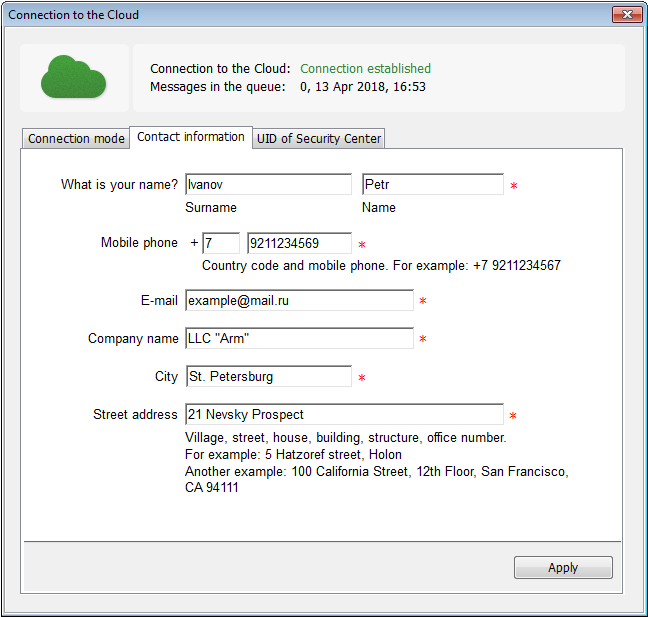 Connection to the Cloud
Connection to the Cloud: Connection established
Messages in the queue: 0, 13 Apr 2018, 16:53
Connection mode Contact information UID of Security Center
What is your name? Ivanov Petr *
Surname Name
Mobile phone + 7 9211234569 *
Country code and mobile phone. For example: +7 9211234567
E-mail example@mail.ru *
Company name LLC "Arm" *
City St. Petersburg *
Street address 21 Nevsky Prospect *
Village, street, house, building, structure, office number.
For example: 5 Hatzoref street, Holon
Another example: 100 California Street, 12th Floor, San Francisco,
CA 94111
Apply